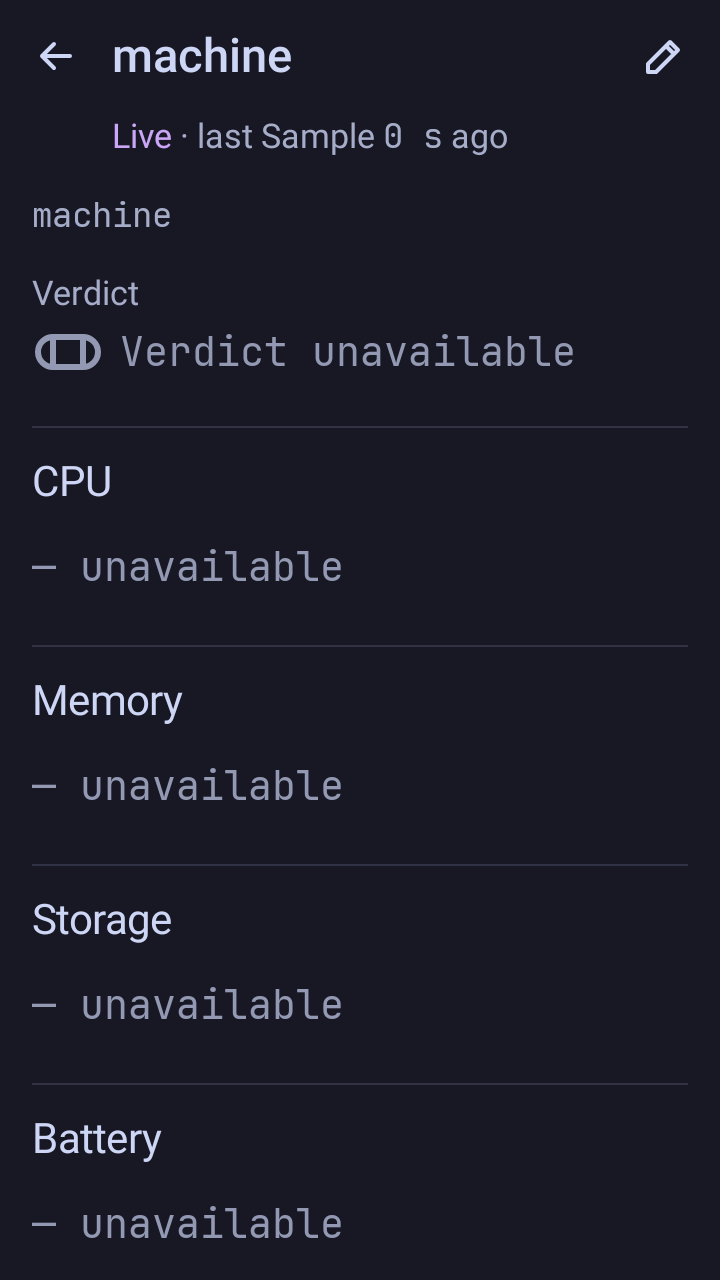 machine
Live · last Sample 0 s ago
machine
Verdict
Verdict unavailable
CPU
— unavailable
Memory
— unavailable
Storage
— unavailable
Battery
— unavailable